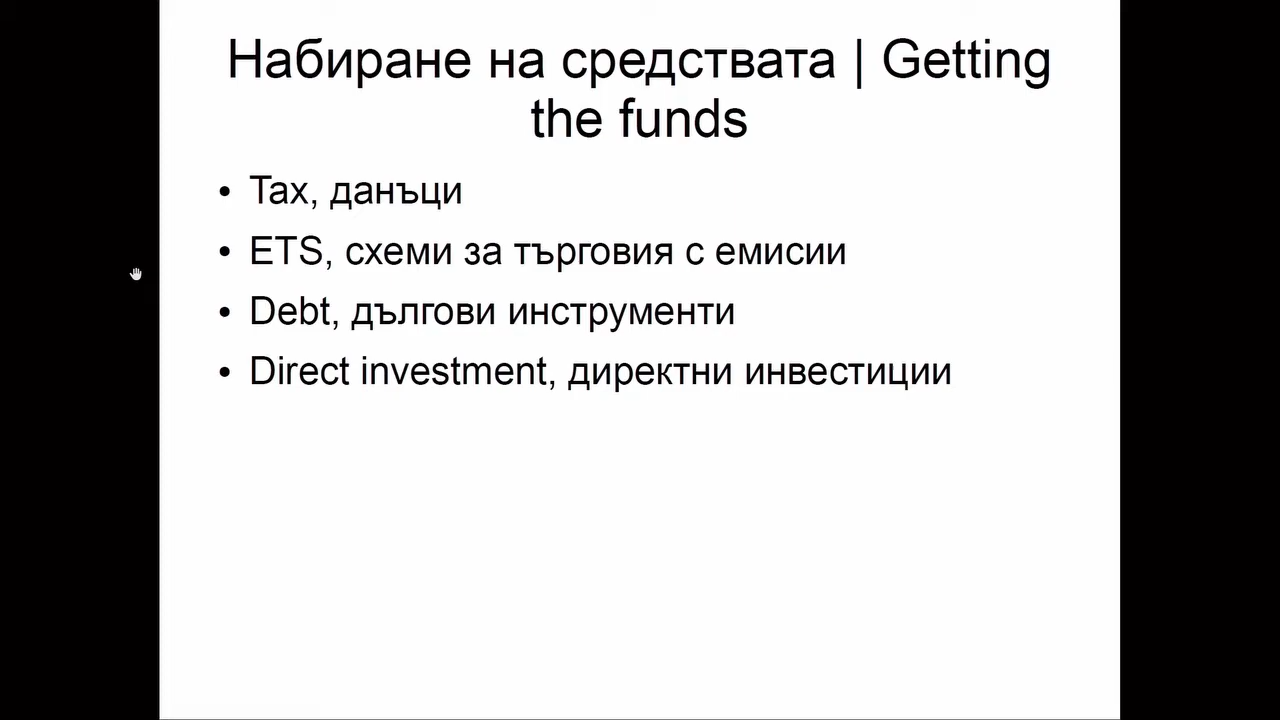 Набиране на средствата | Getting
the funds
• Tax, данъци
• ETS, схеми за търговия с емисии
• Debt, дългови инструменти
• Direct investment, директни инвестиции